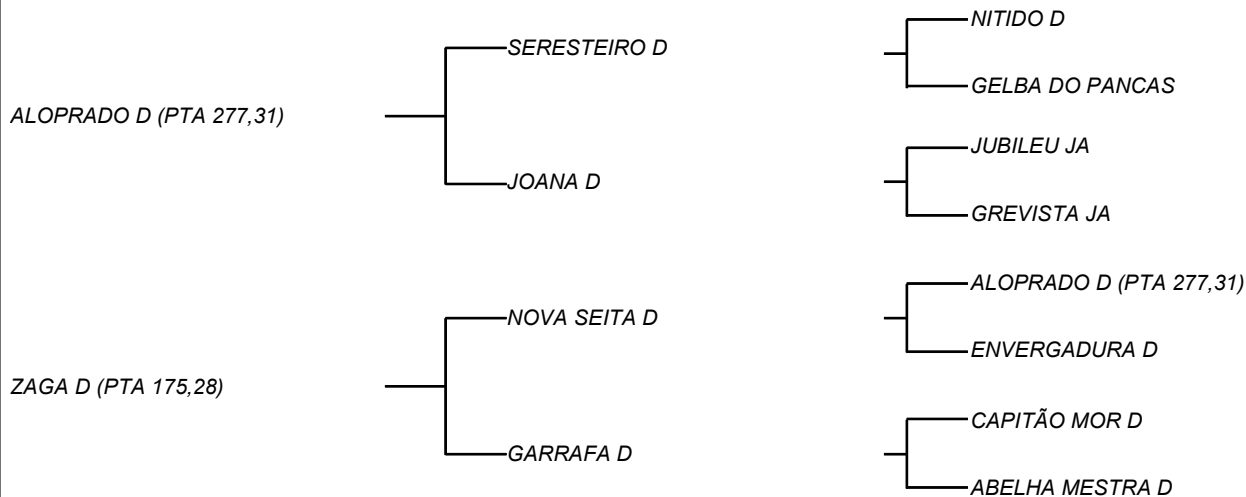 NITIDO D
SERESTEIRO D
GELBA DO PANCAS
ALOPRADO D (PTA 277,31)
JUBILEU JA
JOANA D
GREVISTA JA
ALOPRADO D (PTA 277,31)
NOVA SEITA D
ENVERGADURA D
ZAGA D (PTA 175,28)
CAPITÃO MOR D
GARRAFA D
ABELHA MESTRA D